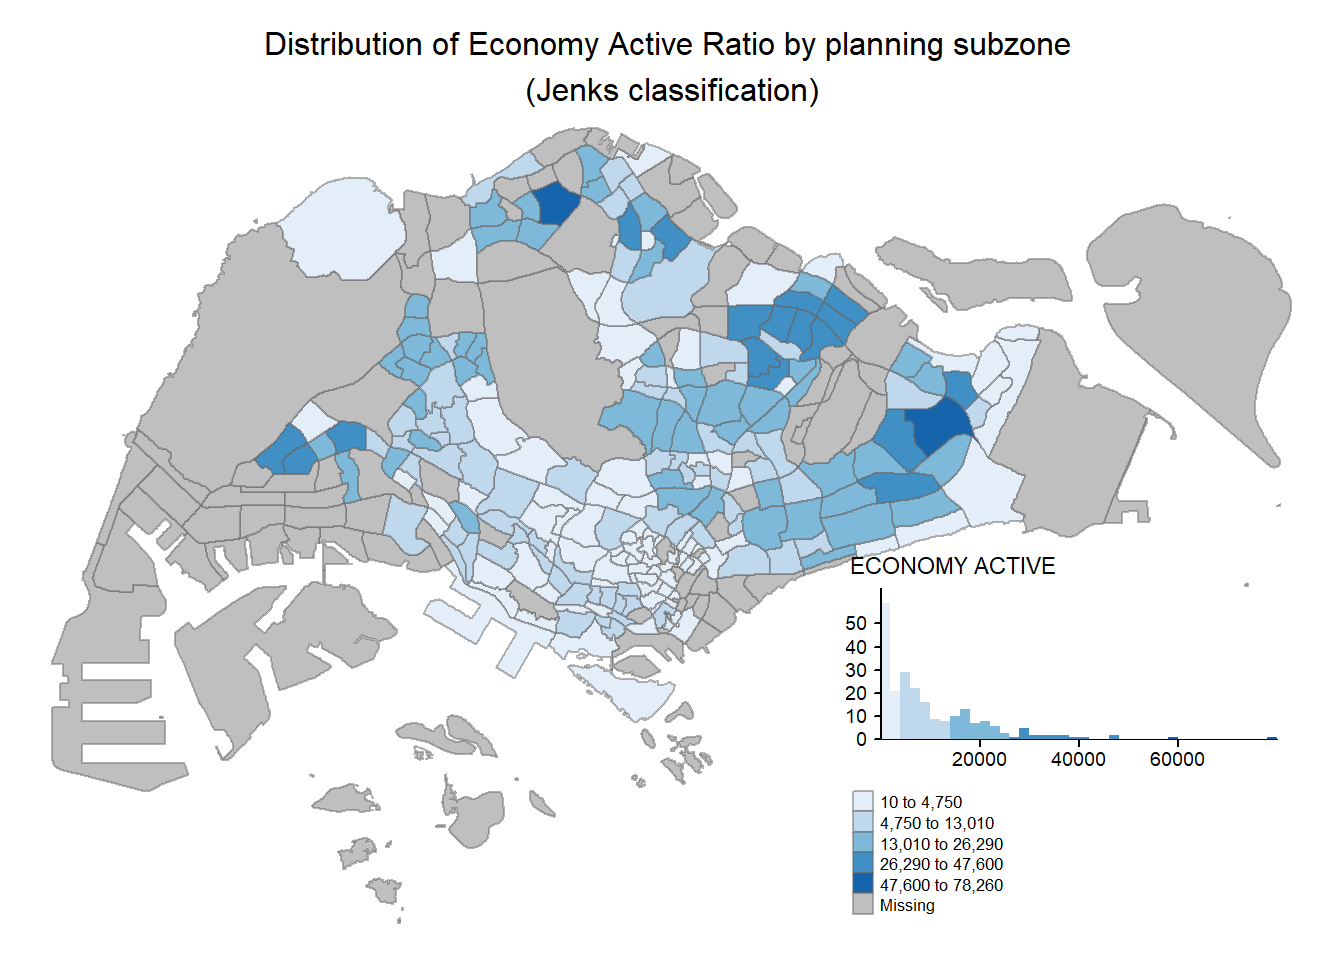 Distribution of Economy Active Ratio by planning subzone
(Jenks classification)
ECONOMY ACTIVE
50
40
30
20
10
0
20000 40000 60000
10 to 4,750
4,750 to 13,010
13,010 to 26,290
26,290 to 47,600
47,600 to 78,260
Missing